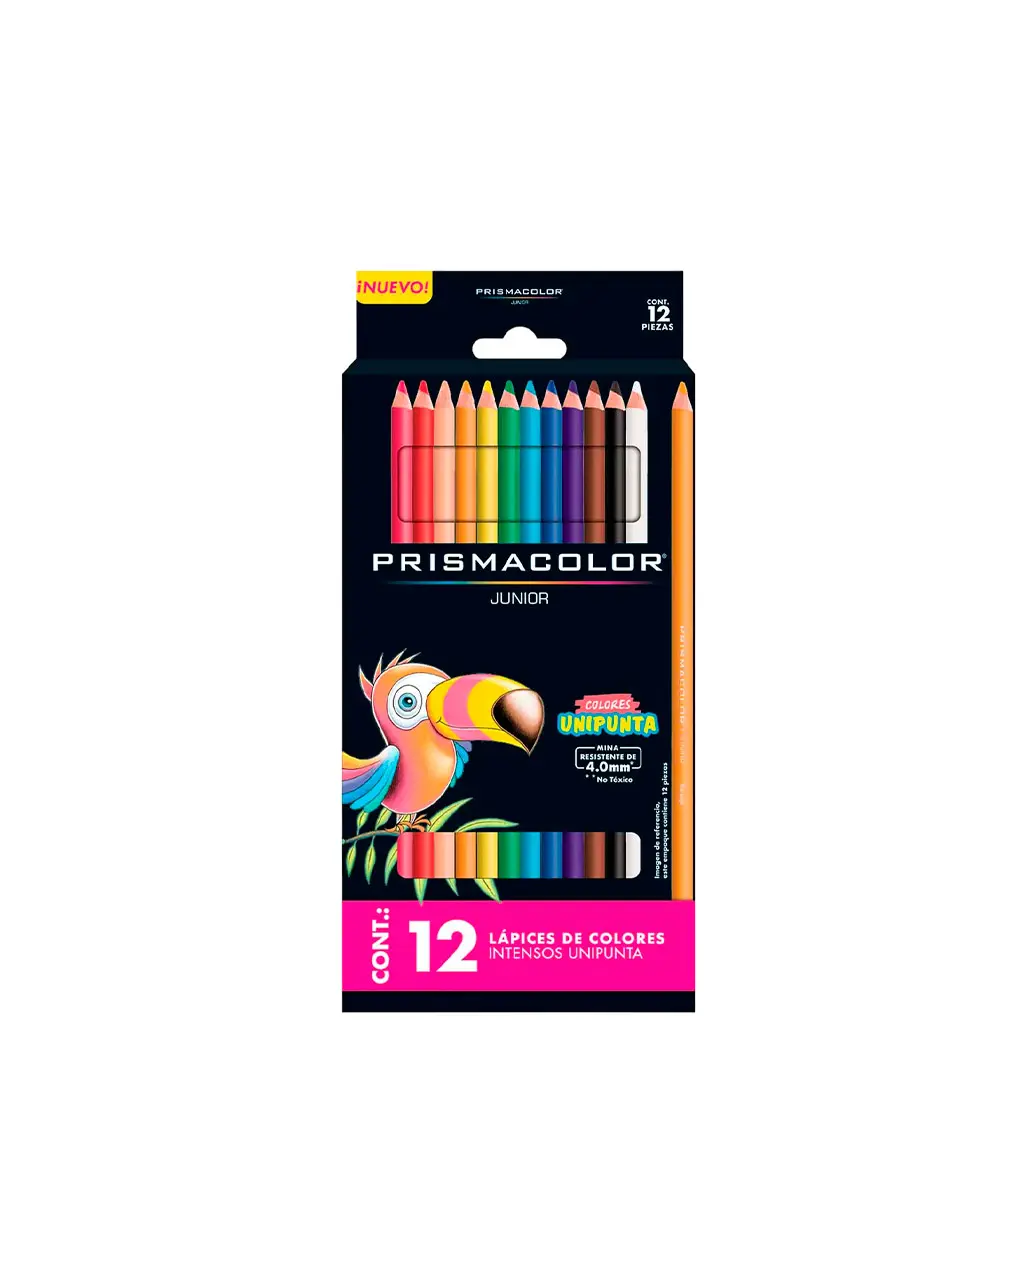 ¡NUEVO!
PRISMACOLOR
JUNIOR
CONT.
12
PIEZAS
PRISMACOLOR®
JUNIOR
COLORES
UNIPUNTA
MINA
RESISTENTE DE
4.0mm*
**No Tóxico
Imagen de referencia,
este empaque contiene 12 piezas
PRISMACOLOR
CONT.:
12
LÁPICES DE COLORES
INTENSOS UNIPUNTA